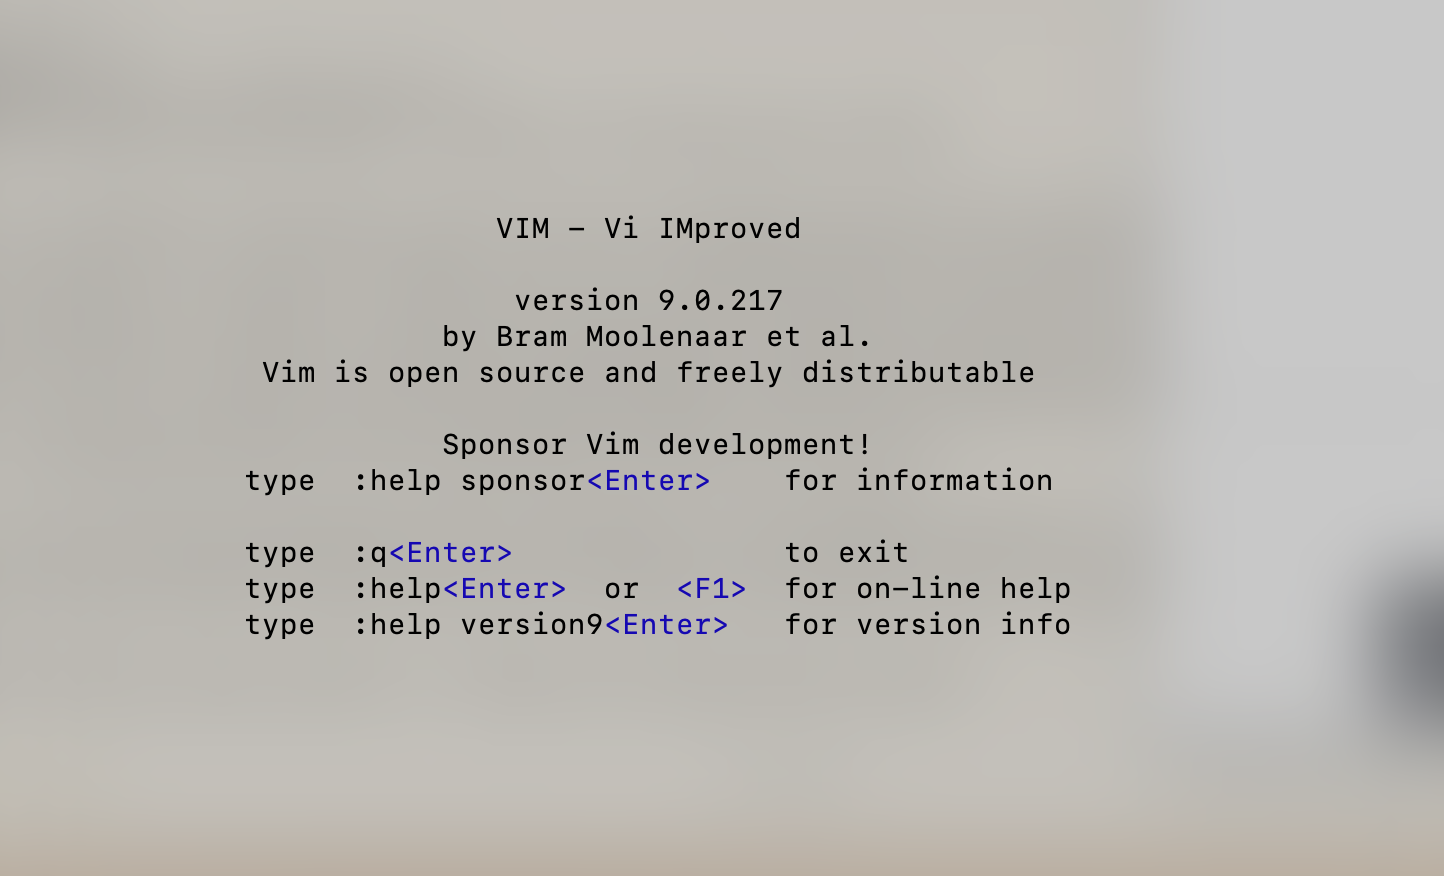 VIM - Vi IMproved
version 9.0.217
by Bram Moolenaar et al.
Vim is open source and freely distributable
Sponsor Vim development!
type  :help sponsor<Enter>    for information
type  :q<Enter>               to exit
type  :help<Enter>  or  <F1>  for on-line help
type  :help version9<Enter>   for version info